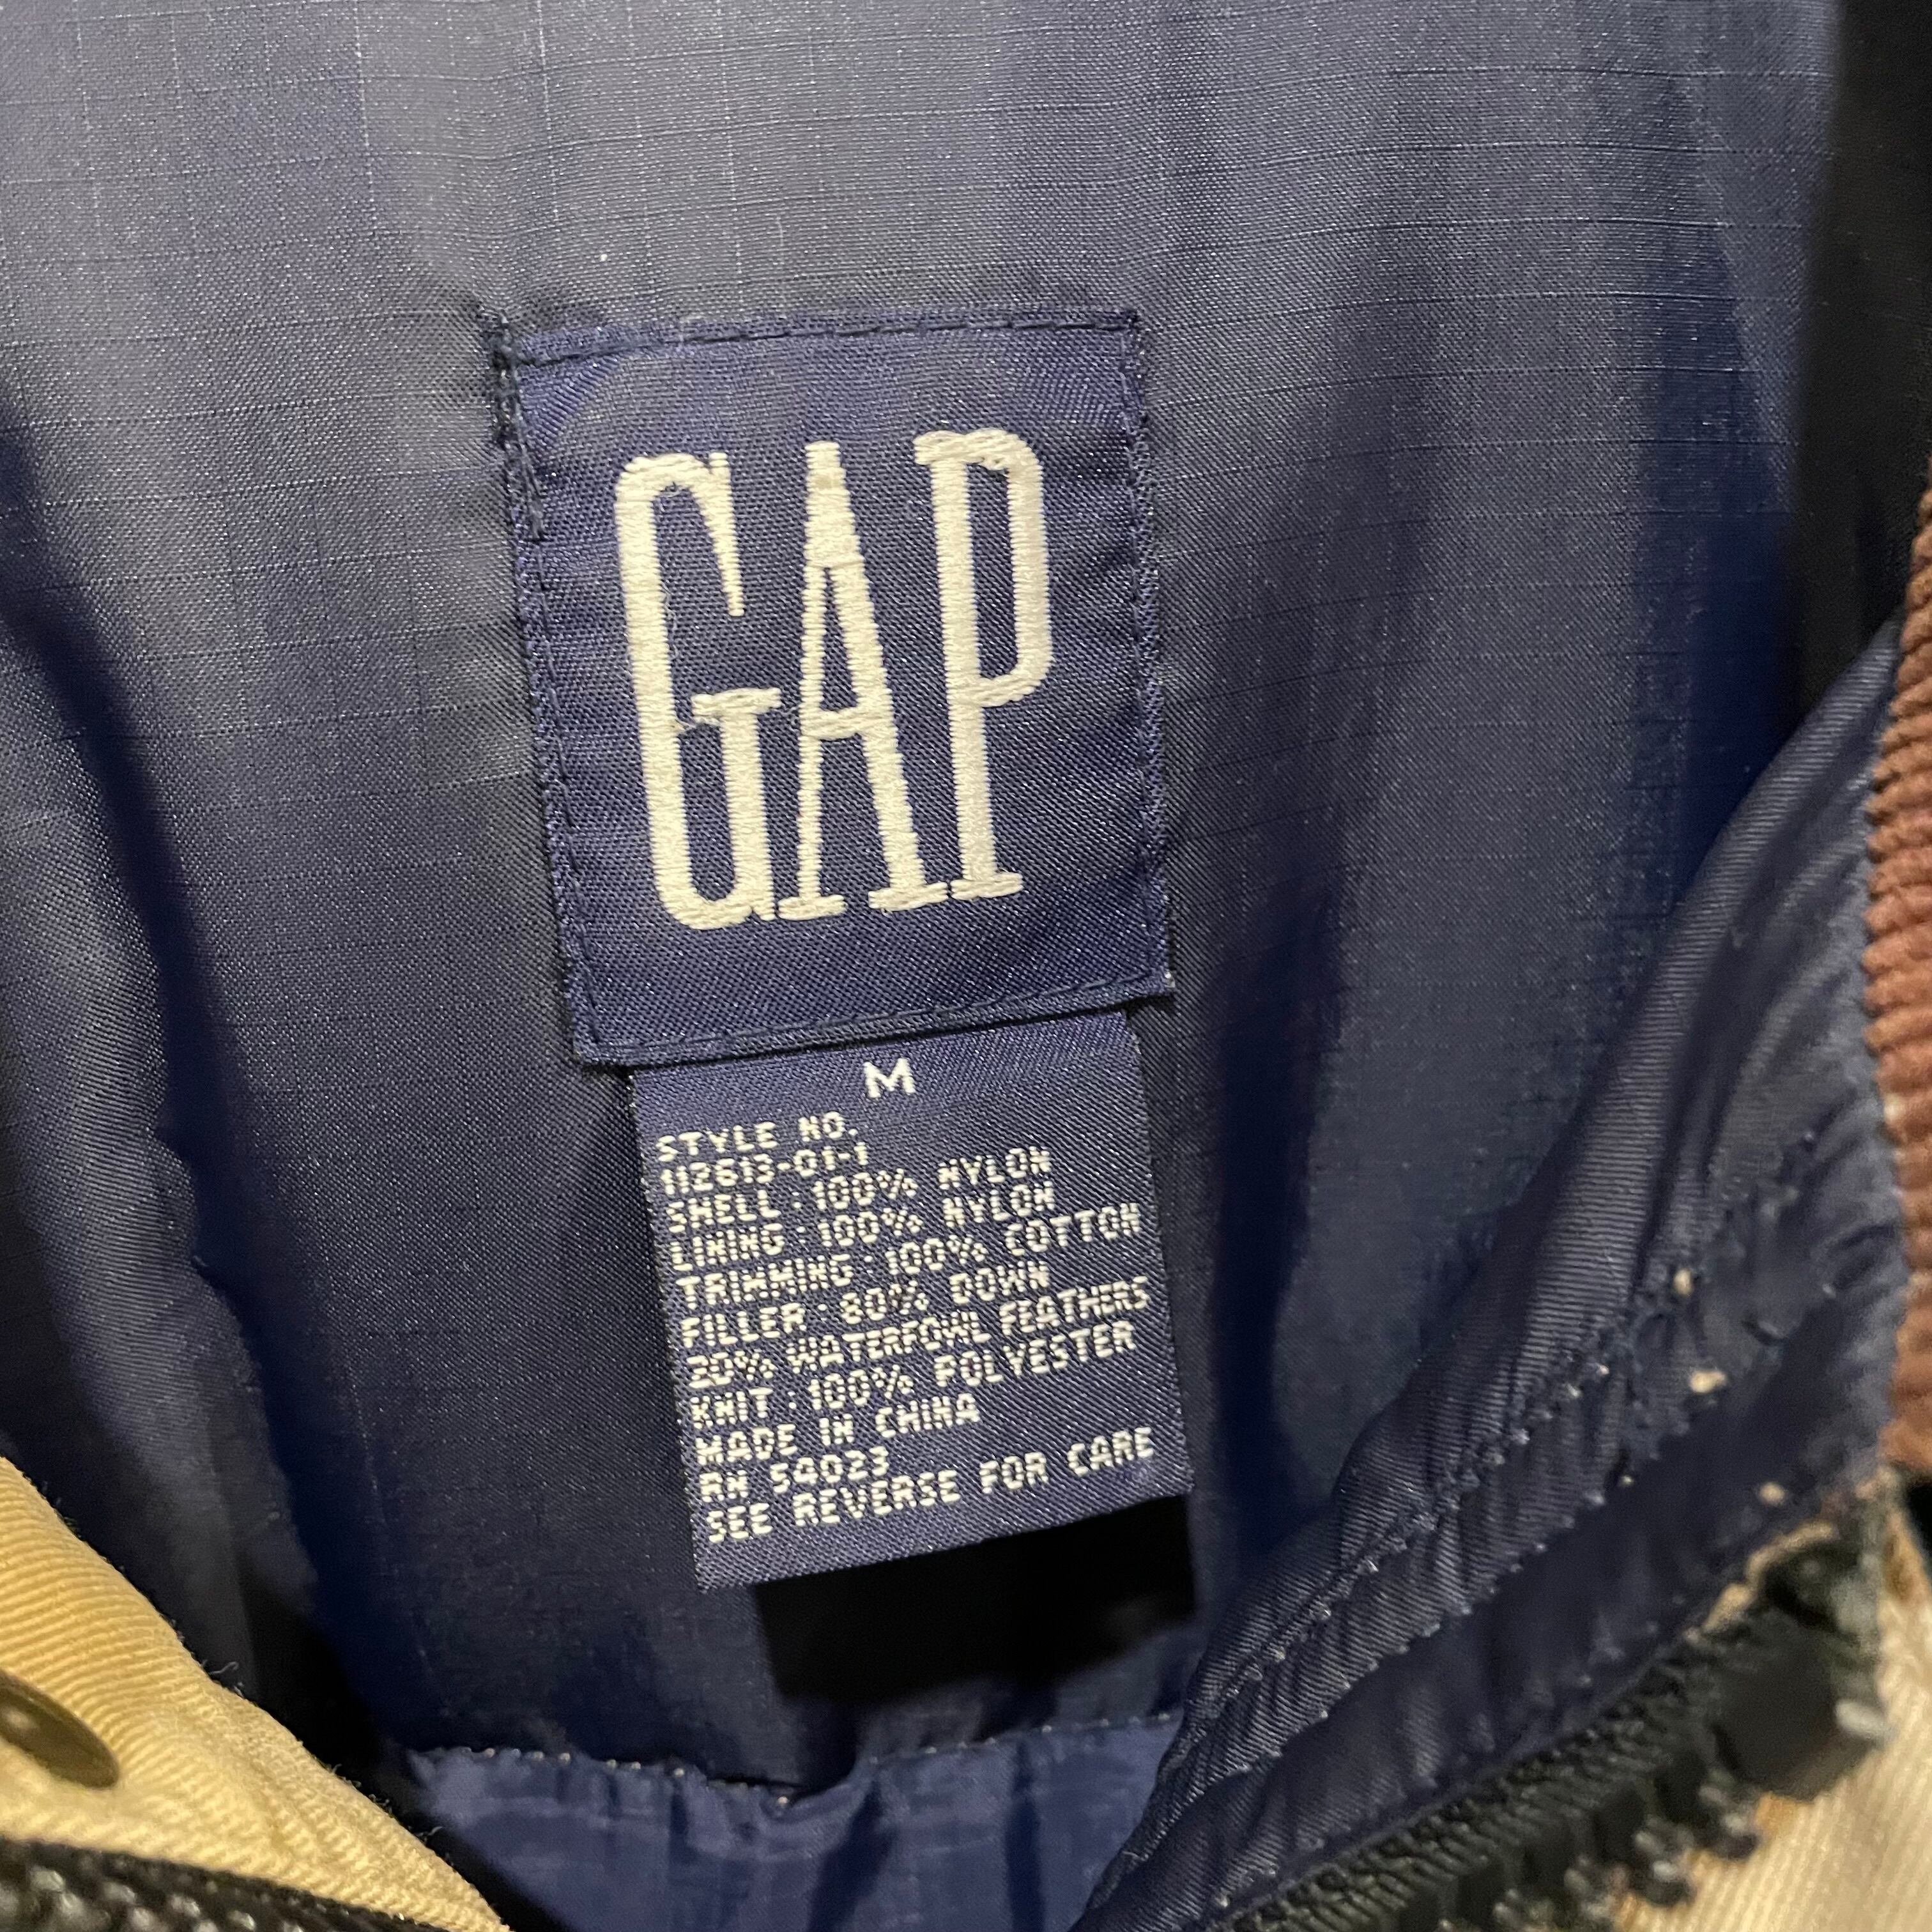 GAP
M
STYLE NO.
112613-01-1
SHELL : 100% NYLON
LINING : 100% NYLON
TRIMMING : 100% COTTON
FILLER : 80% DOWN
20% WATERFOWL FEATHERS
KNIT : 100% POLYESTER
MADE IN CHINA
RN 54023
SEE REVERSE FOR CARE